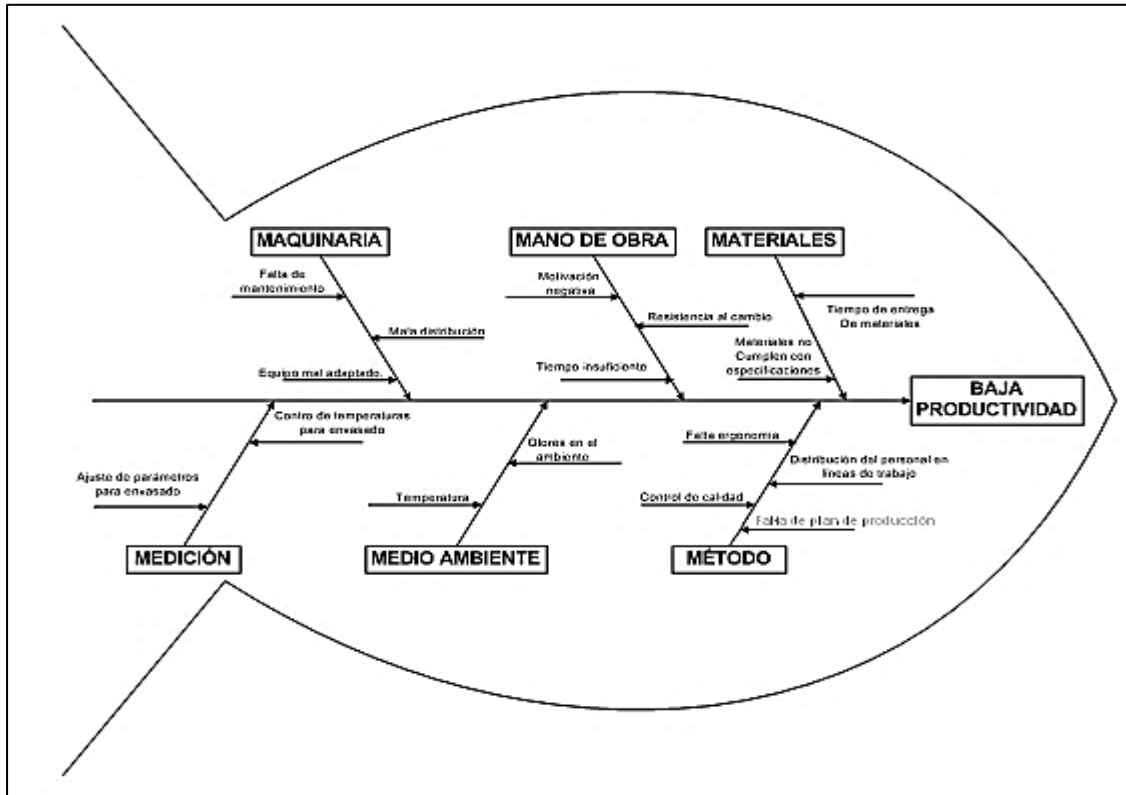 MAQUINARIA
Falta de
mantenimiento
Mala distribución
Equipo mal adaptado.
MANO DE OBRA
Motivación
negativa
Resistencia al cambio
Tiempo insuficiente
MATERIALES
Tiempo de entrega
De materiales
Materiales no
Cumplen con
especificaciones
BAJA
PRODUCTIVIDAD
Contro de temperaturas
para envasado
Ajuste de parámetros
para envasado
MEDICIÓN
Olores en el
ambiente
Temperatura
MEDIO AMBIENTE
Falta ergonomía
Distribución del personal en
líneas de trabajo
Control de calidad
Falta de plan de producción
MÉTODO